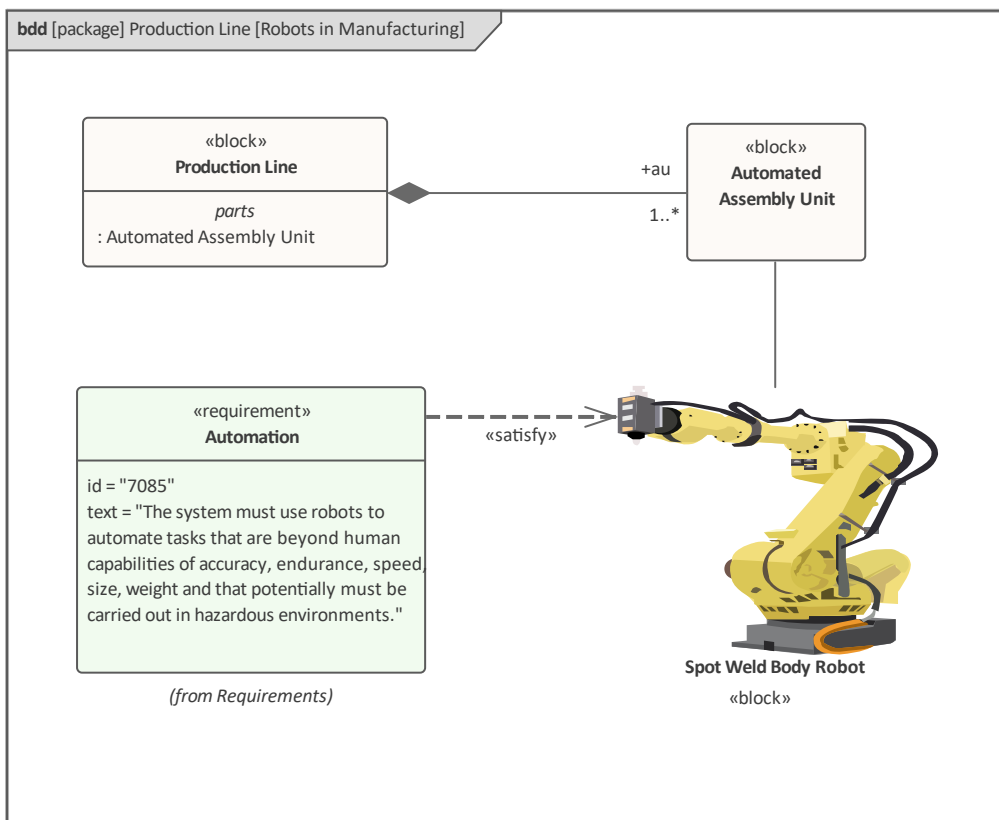 bdd [package] Production Line [Robots in Manufacturing]
«block»
Production Line
parts
: Automated Assembly Unit
+au
1..*
«block»
Automated
Assembly Unit
«requirement»
Automation
id = "7085"
text = "The system must use robots to
automate tasks that are beyond human
capabilities of accuracy, endurance, speed,
size, weight and that potentially must be
carried out in hazardous environments."
(from Requirements)
«satisfy»
Spot Weld Body Robot
«block»